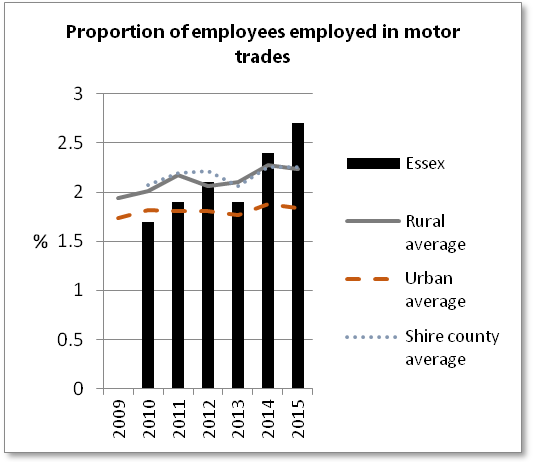 Proportion of employees employed in motor
trades
3
2.5
2
1.5
1
0.5
0
%
2009
2010
2011
2012
2013
2014
2015
Essex
Rural
average
Urban
average
Shire county
average